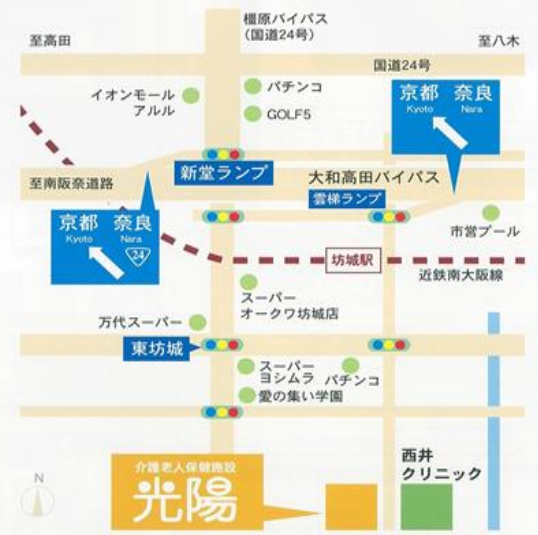 橿原バイパス
（国道24号）
至高田
至八木
国道24号
パチンコ
イオンモール
アルル
GOLF5
京都 奈良
Kyoto Nara
新堂ランプ
大和高田バイパス
至南阪奈道路
雲梯ランプ
京都 奈良
Kyoto Nara
24
市営プール
坊城駅
近鉄南大阪線
スーパー
オークワ坊城店
万代スーパー
東坊城
スーパー
ヨシムラ
パチンコ
愛の集い学園
西井
クリニック
介護老人保健施設
光陽
N